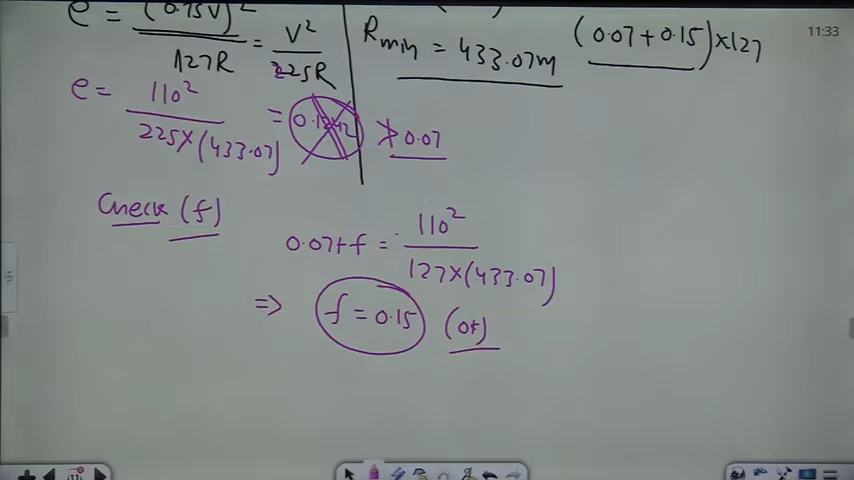 e = (0.75V)² / 127R = V² / 225R
R min = 433.07m
(0.07+0.15)×127
11:33
e = 110² / 225×(433.07) = 0.1242 ≯ 0.07
Check (f)
0.07+f = 110² / 127×(433.07)
⇒ f = 0.15 (ok)